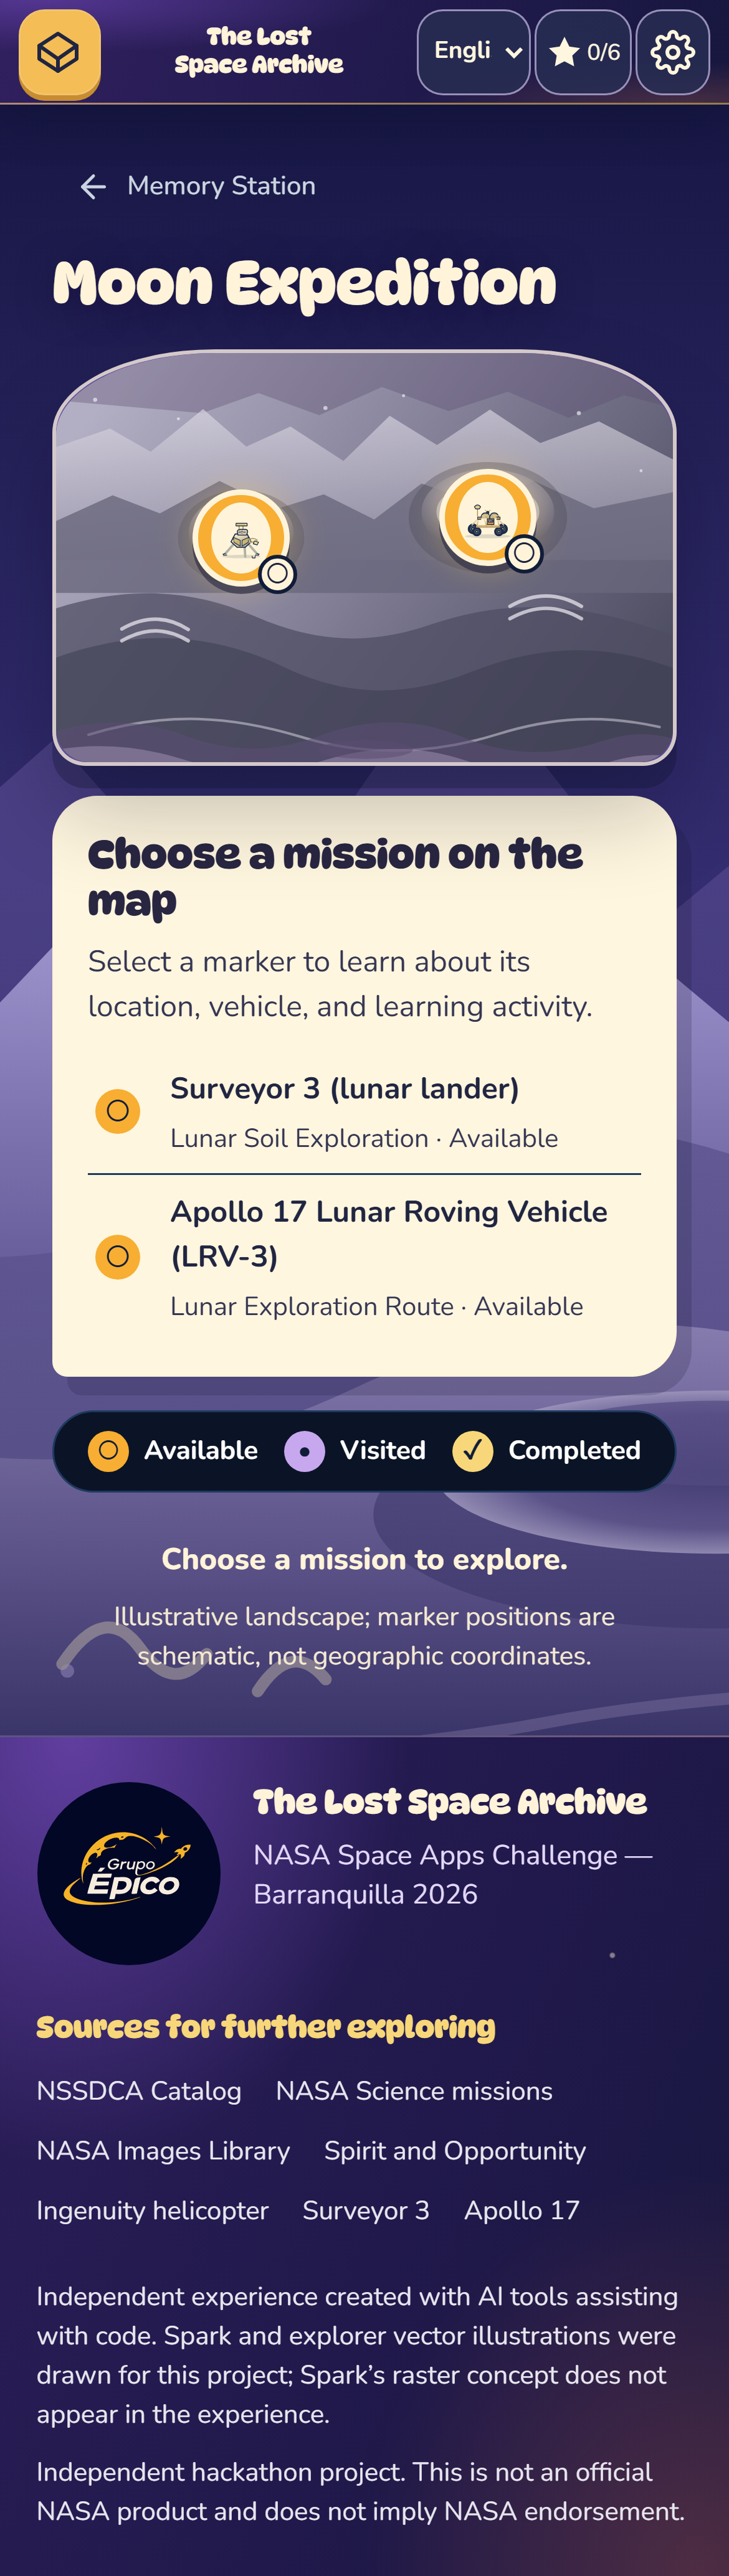 The Lost
Space Archive
Engli
0/6
Memory Station
Moon Expedition
Choose a mission on the
map
Select a marker to learn about its
location, vehicle, and learning activity.
Surveyor 3 (lunar lander)
Lunar Soil Exploration · Available
Apollo 17 Lunar Roving Vehicle
(LRV-3)
Lunar Exploration Route · Available
Available Visited Completed
Choose a mission to explore.
Illustrative landscape; marker positions are
schematic, not geographic coordinates.
Grupo
Épico
The Lost Space Archive
NASA Space Apps Challenge —
Barranquilla 2026
Sources for further exploring
NSSDCA Catalog NASA Science missions
NASA Images Library Spirit and Opportunity
Ingenuity helicopter Surveyor 3 Apollo 17
Independent experience created with AI tools assisting
with code. Spark and explorer vector illustrations were
drawn for this project; Spark’s raster concept does not
appear in the experience.
Independent hackathon project. This is not an official
NASA product and does not imply NASA endorsement.